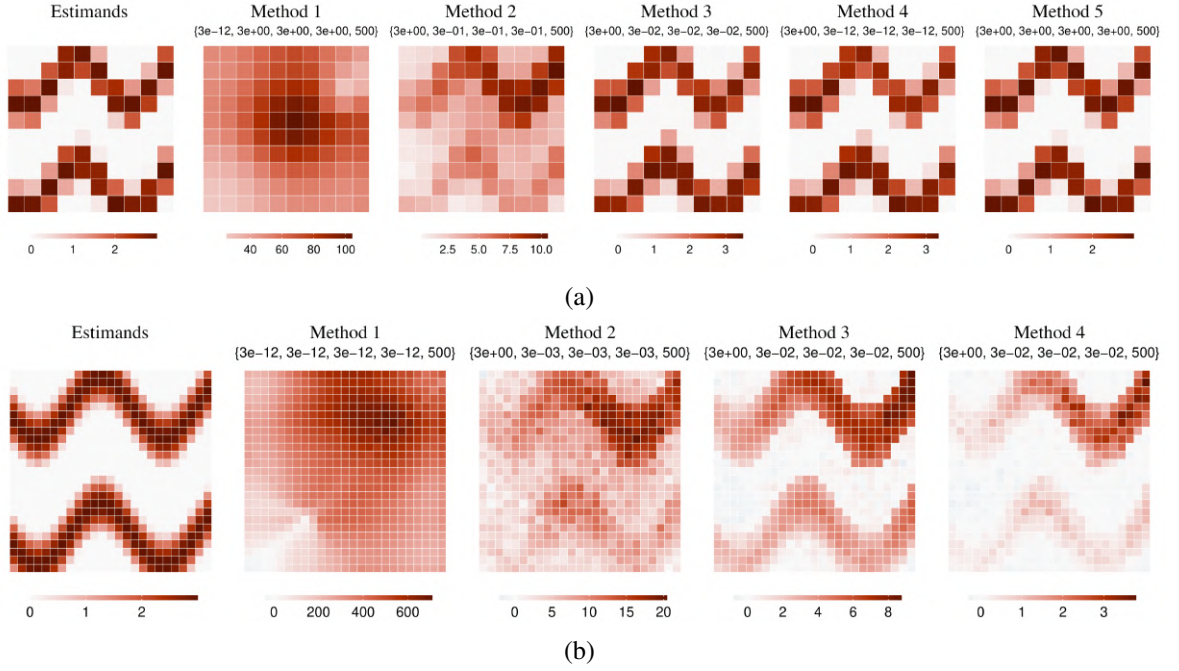 Estimands Method 1 Method 2 Method 3 Method 4 Method 5
{3e-12, 3e+00, 3e+00, 3e+00, 500} {3e+00, 3e-01, 3e-01, 3e-01, 500} {3e+00, 3e-02, 3e-02, 3e-02, 500} {3e+00, 3e-12, 3e-12, 3e-12, 500} {3e+00, 3e+00, 3e+00, 3e+00, 500}
0 1 2 40 60 80 100 2.5 5.0 7.5 10.0 0 1 2 3 0 1 2 3 0 1 2
(a)
Estimands Method 1 Method 2 Method 3 Method 4
{3e-12, 3e-12, 3e-12, 3e-12, 500} {3e+00, 3e-03, 3e-03, 3e-03, 500} {3e+00, 3e-02, 3e-02, 3e-02, 500} {3e+00, 3e-02, 3e-02, 3e-02, 500}
0 1 2 0 200 400 600 0 5 10 15 20 0 2 4 6 8 0 1 2 3
(b)